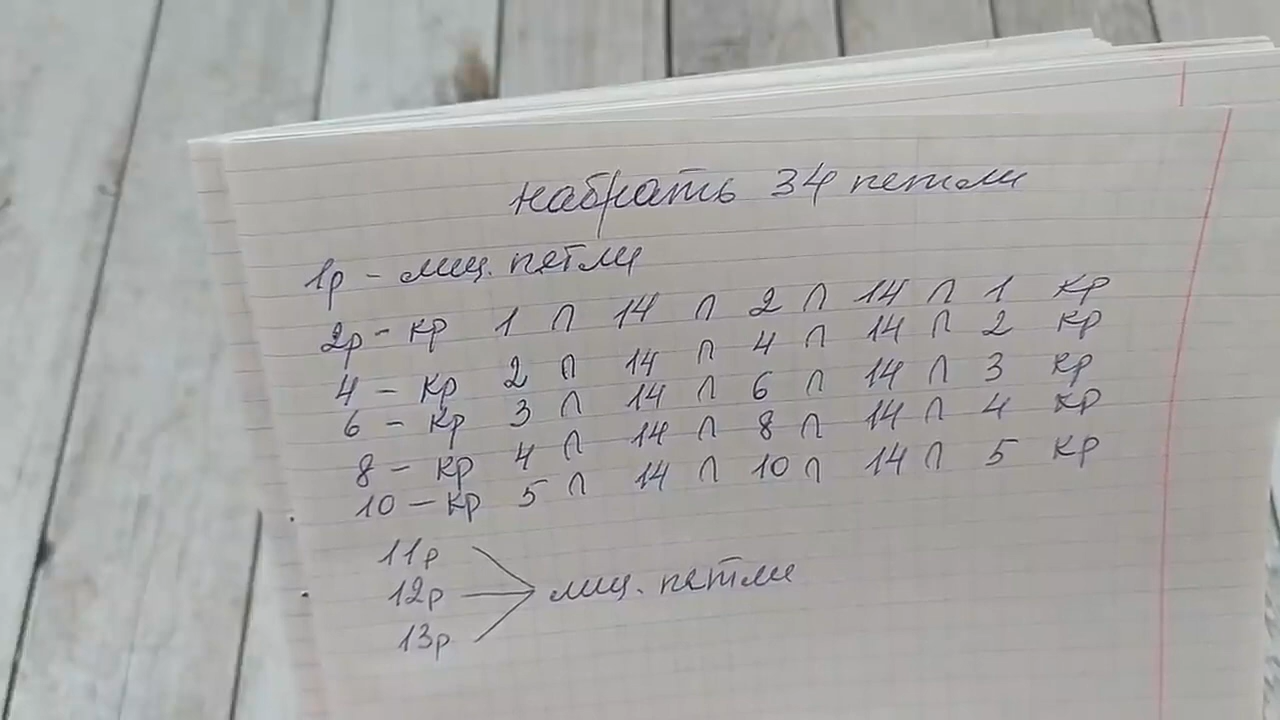 набрать 34 петли
1р - лиц. петли
2р - кр 1 ∩ 14 ∩ 2 ∩ 14 ∩ 1 кр
4 - кр 2 ∩ 14 ∩ 4 ∩ 14 ∩ 2 кр
6 - кр 3 ∩ 14 ∩ 6 ∩ 14 ∩ 3 кр
8 - кр 4 ∩ 14 ∩ 8 ∩ 14 ∩ 4 кр
10 - кр 5 ∩ 14 ∩ 10 ∩ 14 ∩ 5 кр
11р
12р лиц. петли
13р